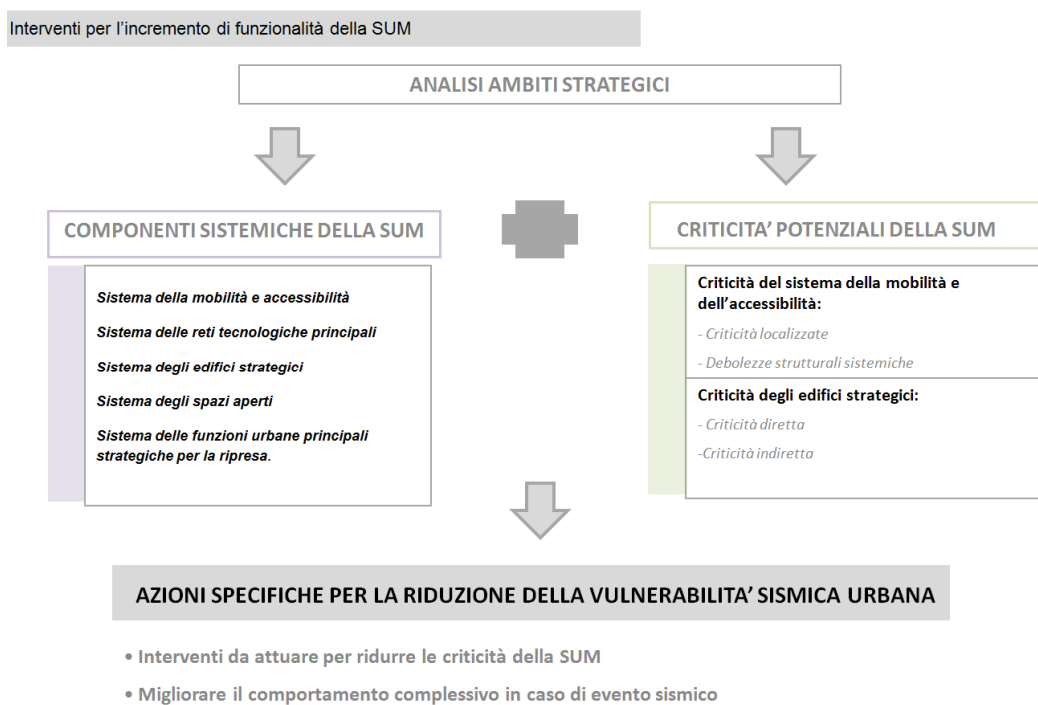 Interventi per l'incremento di funzionalità della SUM
ANALISI AMBITI STRATEGICI
COMPONENTI SISTEMICHE DELLA SUM
Sistema della mobilità e accessibilità
Sistema delle reti tecnologiche principali
Sistema degli edifici strategici
Sistema degli spazi aperti
Sistema delle funzioni urbane principali
strategiche per la ripresa.
CRITICITA' POTENZIALI DELLA SUM
Criticità del sistema della mobilità e
dell'accessibilità:
- Criticità localizzate
- Debolezze strutturali sistemiche
Criticità degli edifici strategici:
- Criticità diretta
-Criticità indiretta
AZIONI SPECIFICHE PER LA RIDUZIONE DELLA VULNERABILITA' SISMICA URBANA
• Interventi da attuare per ridurre le criticità della SUM
• Migliorare il comportamento complessivo in caso di evento sismico